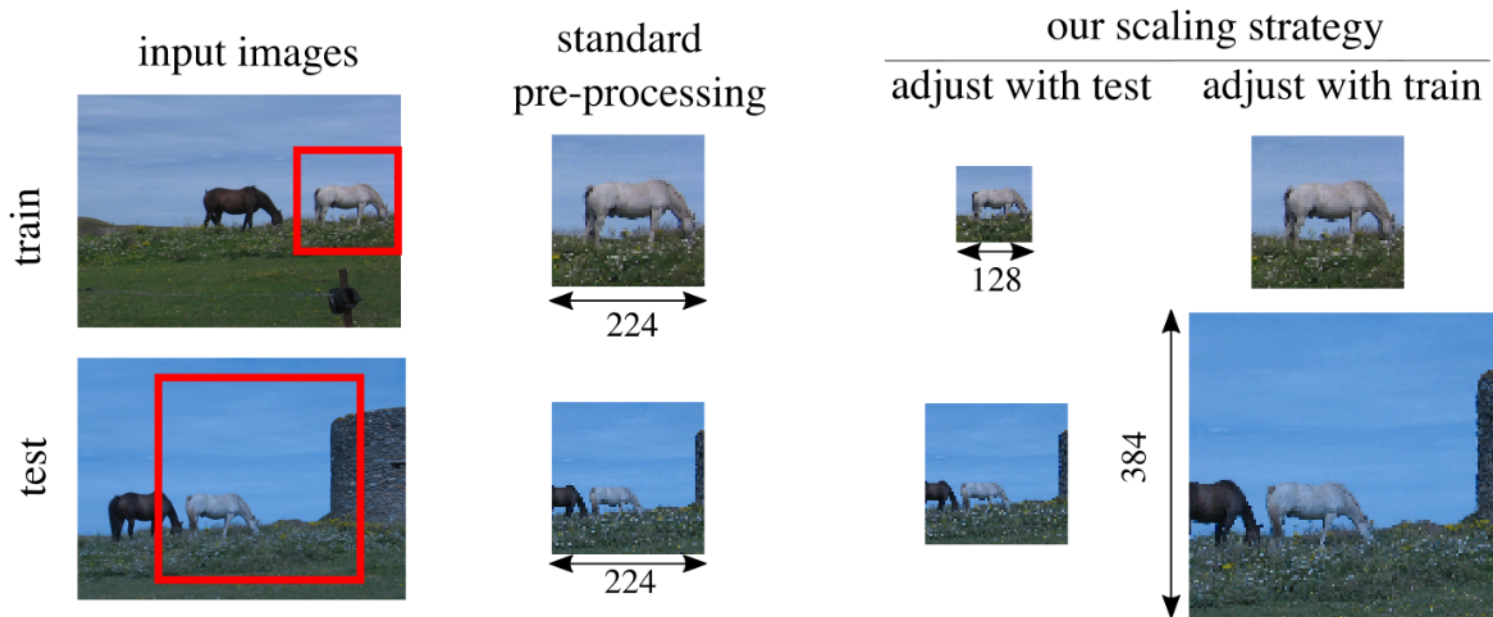 input images
standard
pre-processing
our scaling strategy
adjust with test
adjust with train
train
224
128
test
224
384